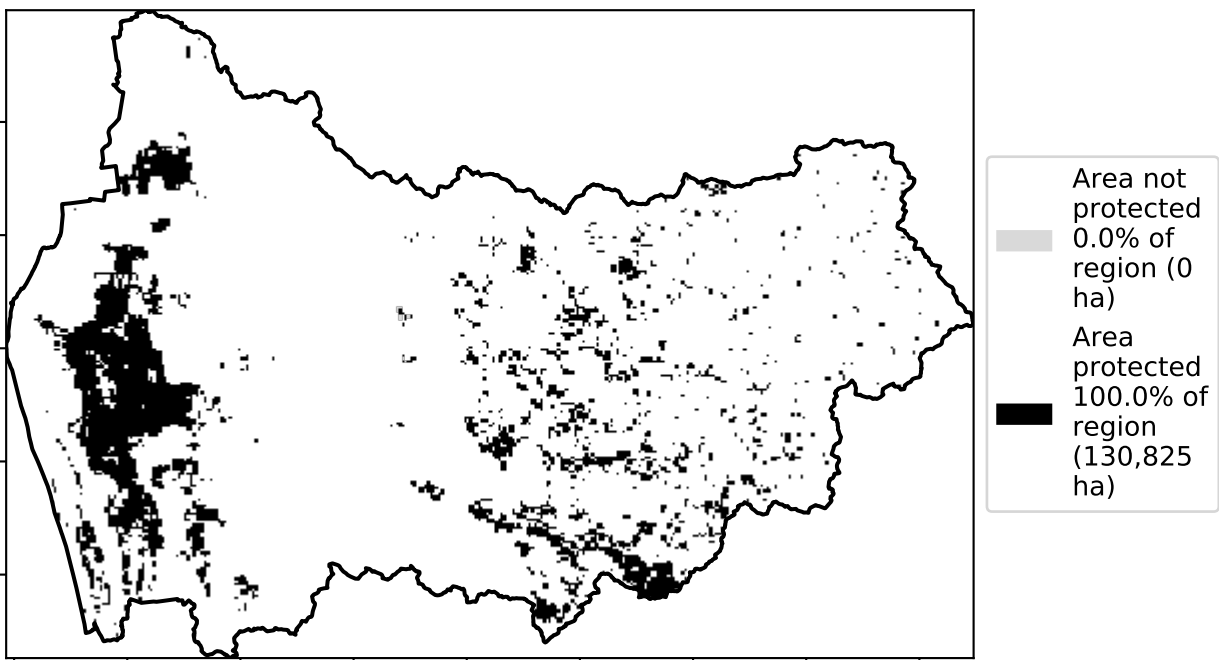 Area not
protected
0.0% of
region (0
ha)
Area
protected
100.0% of
region
(130,825
ha)